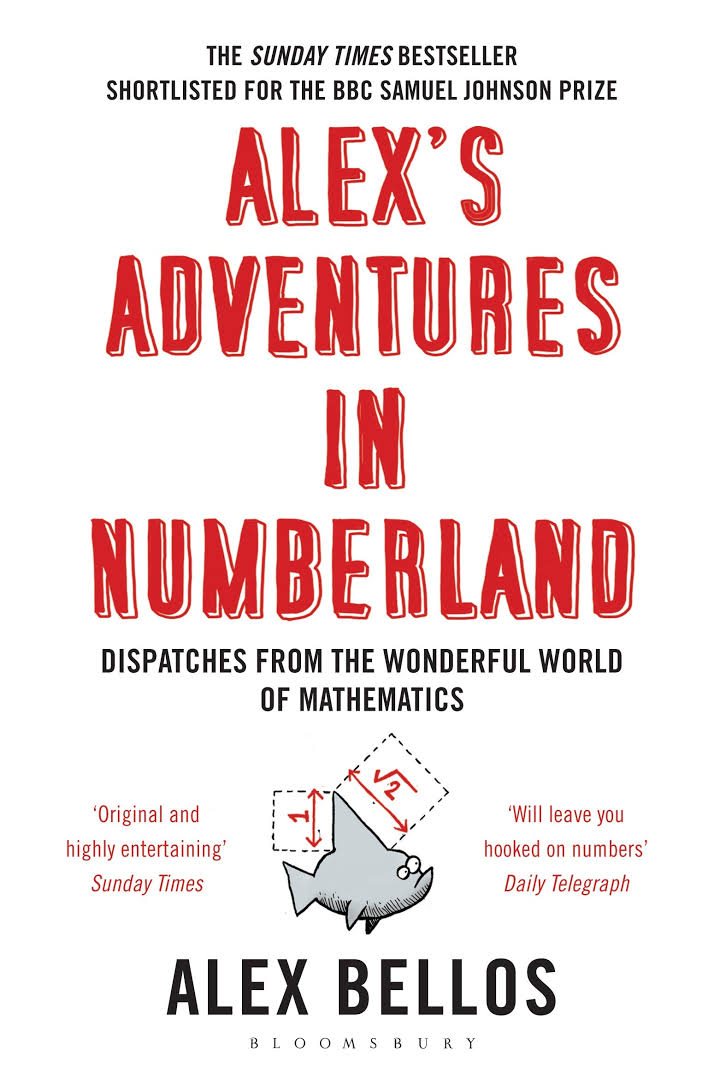 THE SUNDAY TIMES BESTSELLER
SHORTLISTED FOR THE BBC SAMUEL JOHNSON PRIZE
ALEX'S
ADVENTURES
IN
NUMBERLAND
DISPATCHES FROM THE WONDERFUL WORLD
OF MATHEMATICS
1
√2
‘Original and
highly entertaining’
Sunday Times
‘Will leave you
hooked on numbers’
Daily Telegraph
ALEX BELLOS
BLOOMSBURY